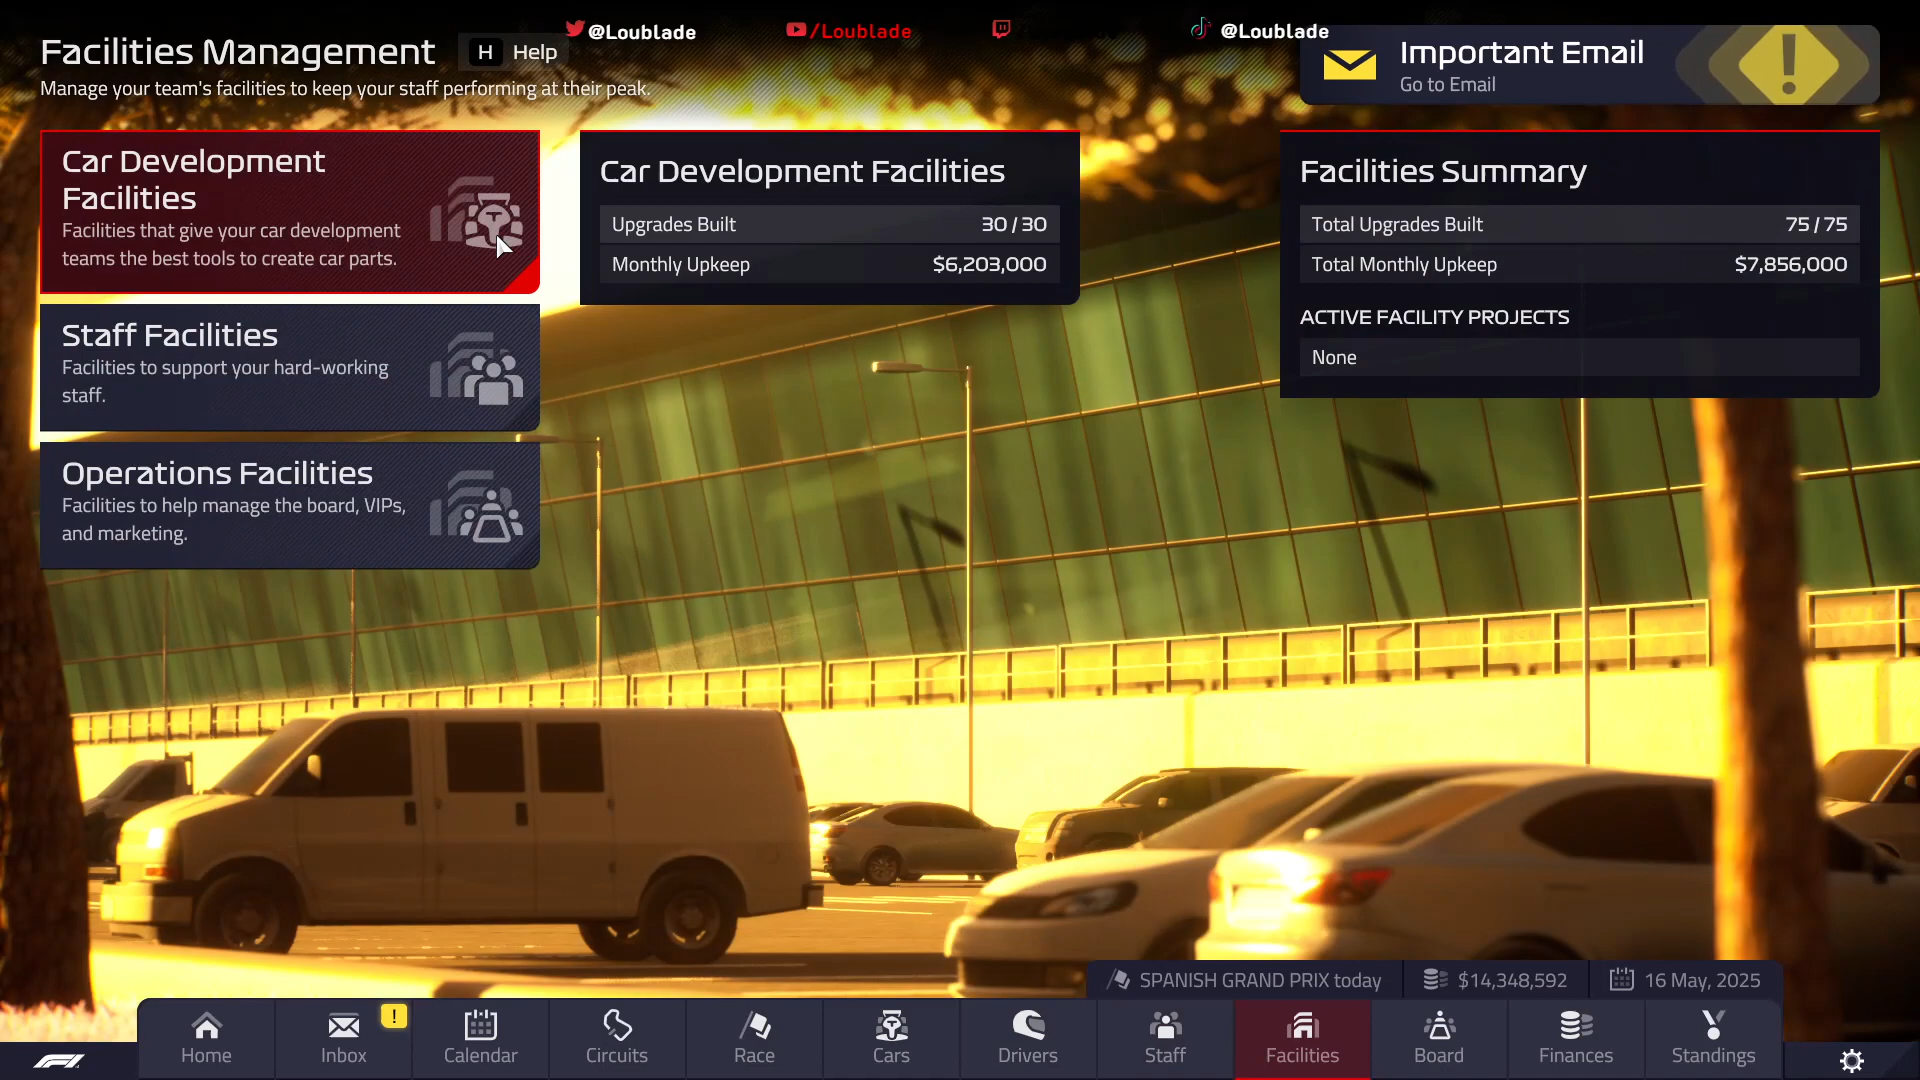 @Loublade
/Loublade
@Loublade
Facilities Management
H Help
Manage your team's facilities to keep your staff performing at their peak.
Important Email
Go to Email
!
Car Development
Facilities
Facilities that give your car development
teams the best tools to create car parts.
Staff Facilities
Facilities to support your hard-working
staff.
Operations Facilities
Facilities to help manage the board, VIPs,
and marketing.
Car Development Facilities
Upgrades Built 30 / 30
Monthly Upkeep $6,203,000
Facilities Summary
Total Upgrades Built 75 / 75
Total Monthly Upkeep $7,856,000
ACTIVE FACILITY PROJECTS
None
SPANISH GRAND PRIX today
$14,348,592
16 May, 2025
Home
!
Inbox
Calendar
Circuits
Race
Cars
Drivers
Staff
Facilities
Board
Finances
Standings